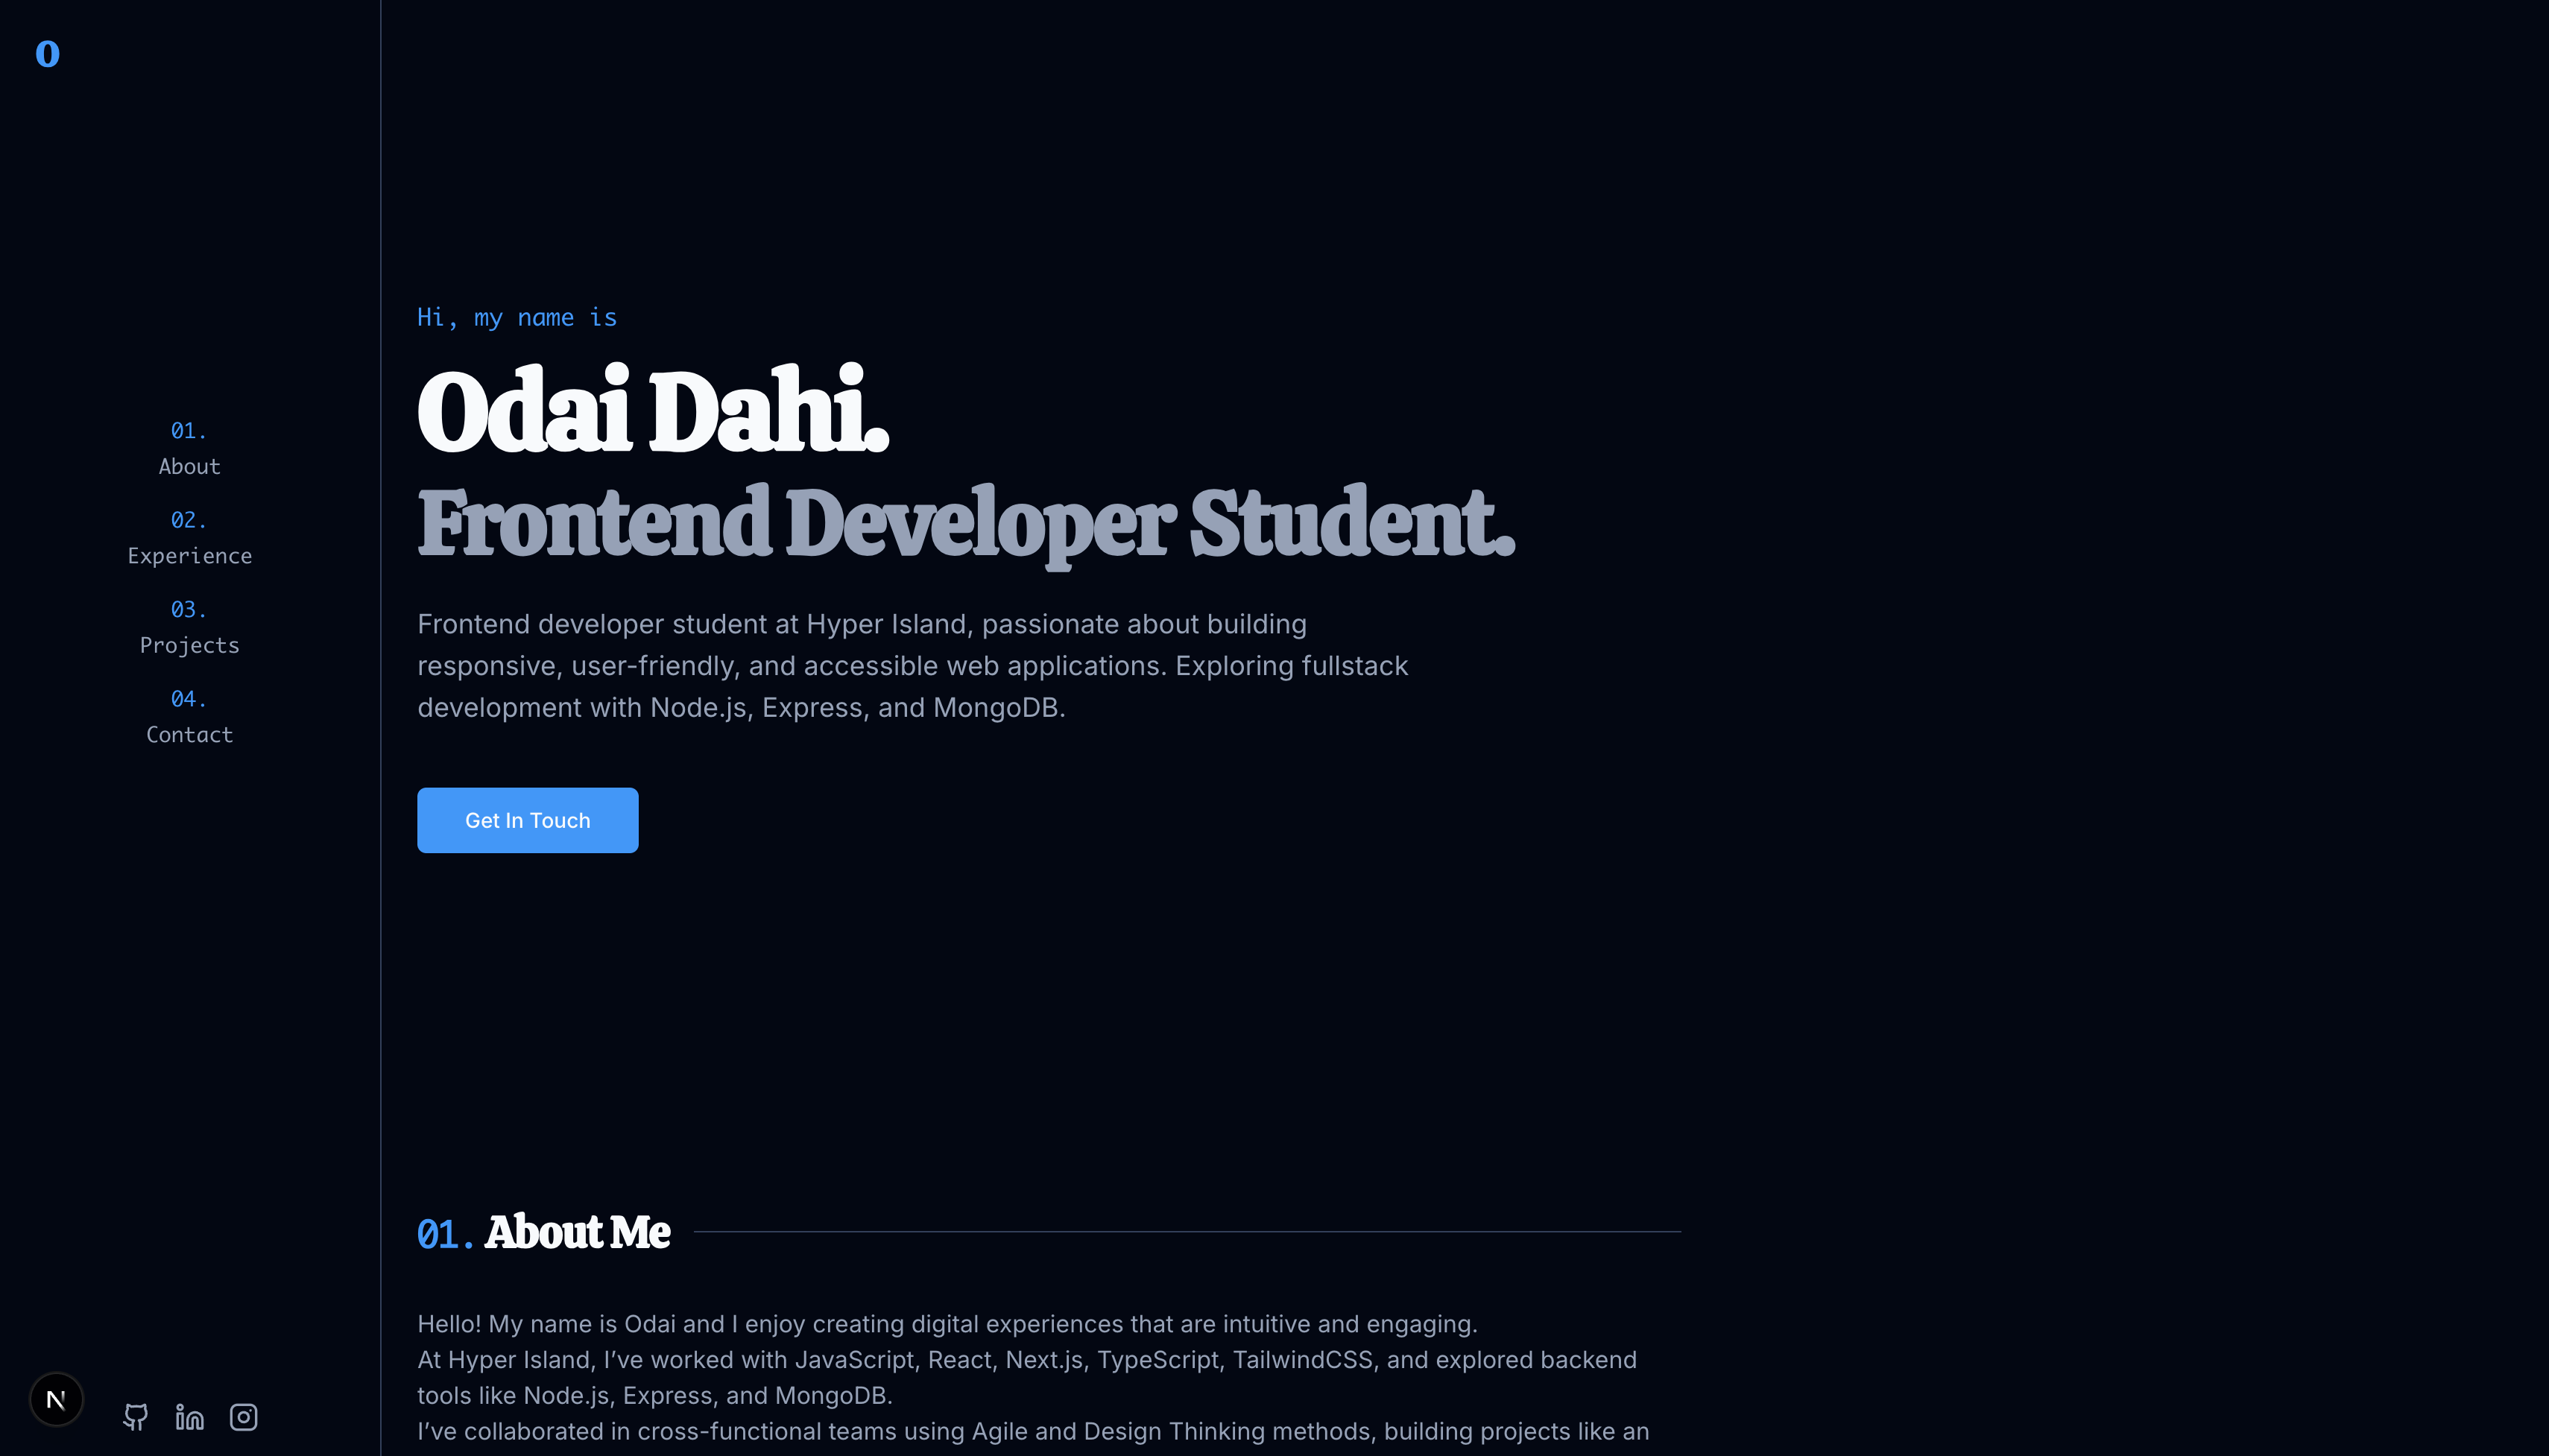 O
01.
About
02.
Experience
03.
Projects
04.
Contact
N
Hi, my name is
Odai Dahi.
Frontend Developer Student.
Frontend developer student at Hyper Island, passionate about building
responsive, user-friendly, and accessible web applications. Exploring fullstack
development with Node.js, Express, and MongoDB.
Get In Touch
01. About Me
Hello! My name is Odai and I enjoy creating digital experiences that are intuitive and engaging.
At Hyper Island, I’ve worked with JavaScript, React, Next.js, TypeScript, TailwindCSS, and explored backend
tools like Node.js, Express, and MongoDB.
I’ve collaborated in cross-functional teams using Agile and Design Thinking methods, building projects like an